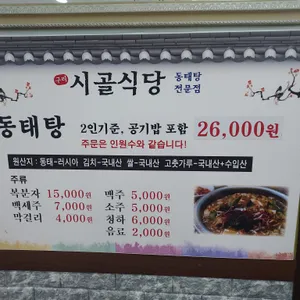 구리 시골식당 동태탕 전문점
동태탕 2인기준, 공기밥 포함 26,000원
주문은 인원수와 같습니다!
원산지 : 동태-러시아 김치-국내산 쌀-국내산 고춧가루-국내산+수입산
주류
복분자 15,000원 맥주 5,000원
백세주 7,000원 소주 5,000원
막걸리 4,000원 청하 6,000원
음료 2,000원